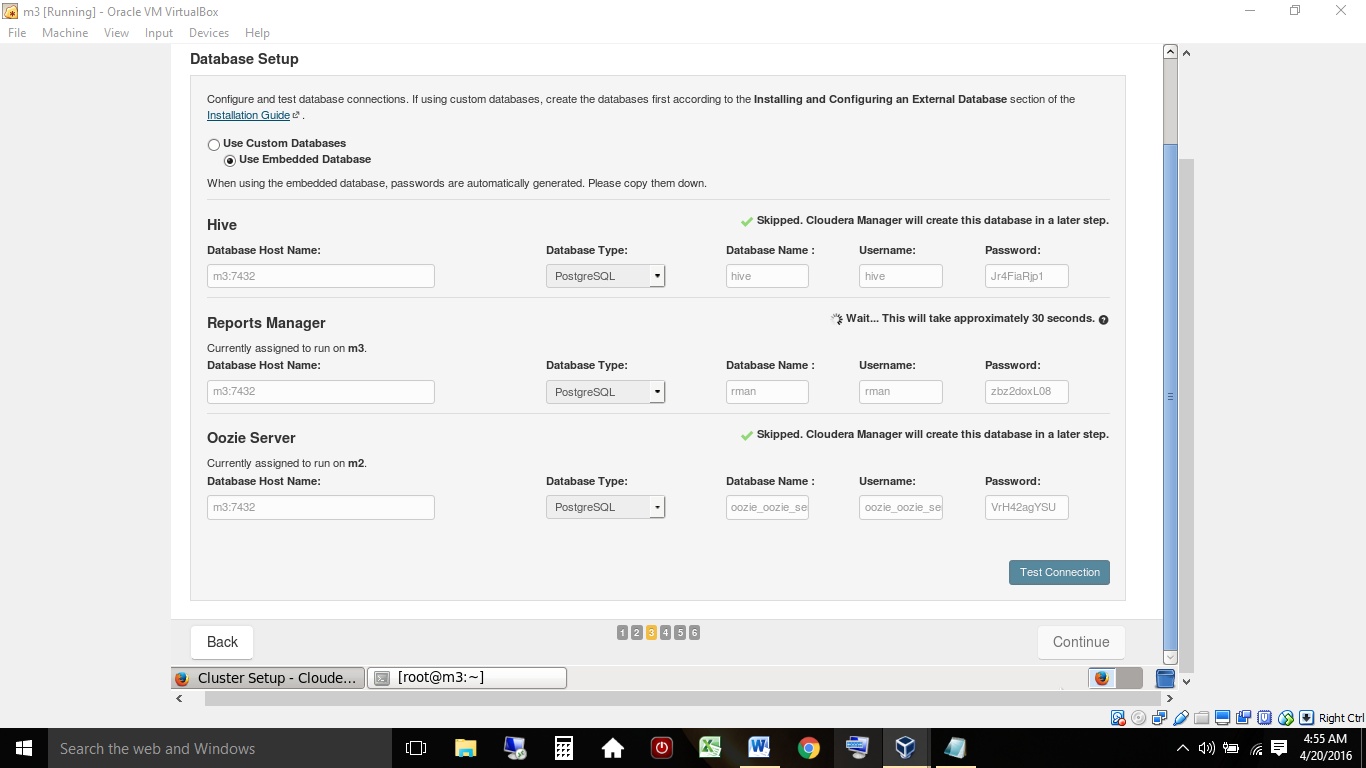 m3 [Running] - Oracle VM VirtualBox
File Machine View Input Devices Help
Database Setup
Configure and test database connections. If using custom databases, create the databases first according to the Installing and Configuring an External Database section of the
Installation Guide .
Use Custom Databases
Use Embedded Database
When using the embedded database, passwords are automatically generated. Please copy them down.
Hive
Skipped. Cloudera Manager will create this database in a later step.
Database Host Name: Database Type: Database Name : Username: Password:
m3:7432 PostgreSQL hive hive Jr4FiaRjp1
Reports Manager
Wait... This will take approximately 30 seconds. ?
Currently assigned to run on m3.
Database Host Name: Database Type: Database Name : Username: Password:
m3:7432 PostgreSQL rman rman zbz2doxL08
Oozie Server
Skipped. Cloudera Manager will create this database in a later step.
Currently assigned to run on m2.
Database Host Name: Database Type: Database Name : Username: Password:
m3:7432 PostgreSQL oozie_oozie_se oozie_oozie_se VrH42agYSU
Test Connection
Back 1 2 3 4 5 6 Continue
Cluster Setup - Cloude... [root@m3:~]
Right Ctrl
Search the web and Windows
4:55 AM
4/20/2016